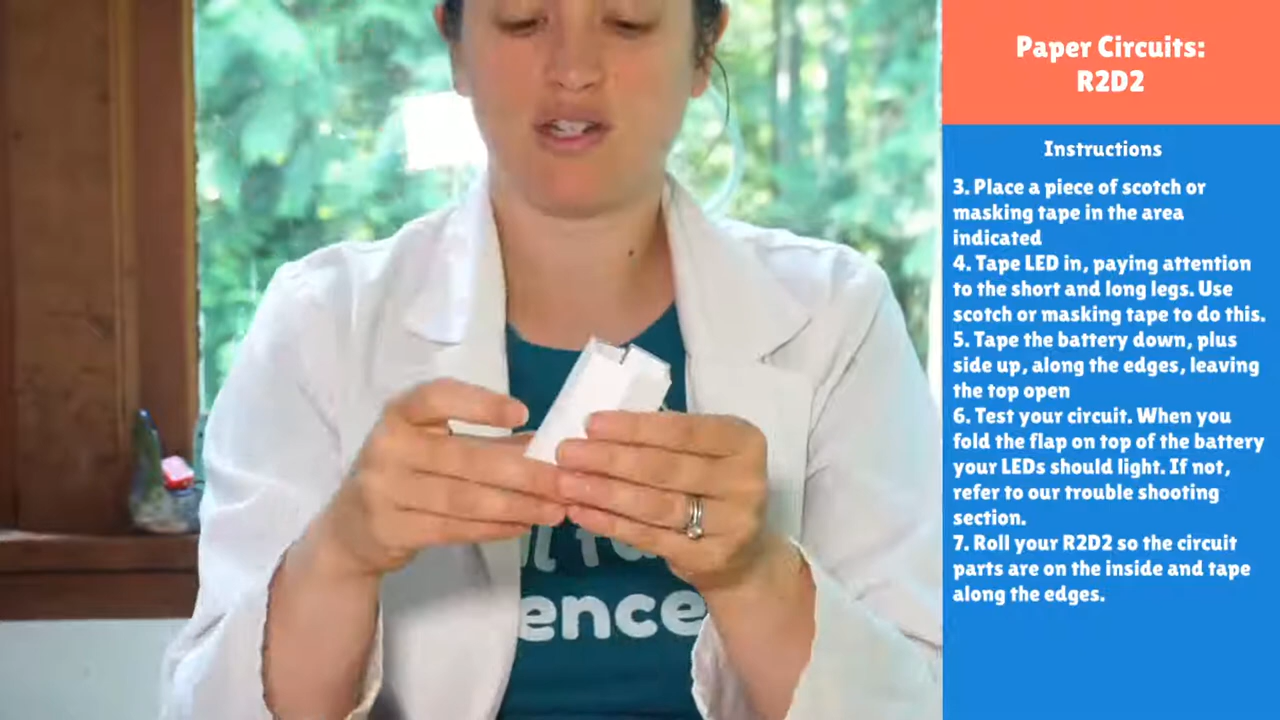 Paper Circuits:
R2D2
Instructions
3. Place a piece of scotch or
masking tape in the area
indicated
4. Tape LED in, paying attention
to the short and long legs. Use
scotch or masking tape to do this.
5. Tape the battery down, plus
side up, along the edges, leaving
the top open
6. Test your circuit. When you
fold the flap on top of the battery
your LEDs should light. If not,
refer to our trouble shooting
section.
7. Roll your R2D2 so the circuit
parts are on the inside and tape
along the edges.
ence